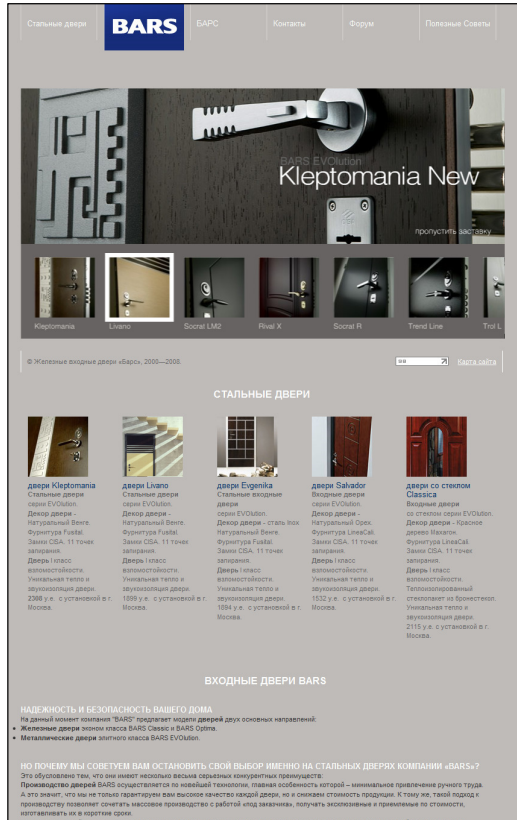 Стальные двери
BARS
БАРС
Контакты
Форум
Полезные Советы
BARS EVOlution
Kleptomania New
пропустить заставку
Kleptomania
Livano
Socrat LM2
Rival X
Socrat R
Trend Line
Trol L
© Железные входные двери «Барс», 2000—2008.
Карта сайта
СТАЛЬНЫЕ ДВЕРИ
двери Kleptomania
Стальные двери
серии EVOlution.
Декор двери -
Натуральный Венге.
Фурнитура Fusital.
Замки CISA. 11 точек
запирания.
Дверь I класс
взломостойкости.
Уникальная тепло и
звукоизоляция двери.
2308 у.е. с установкой в г.
Москва.
двери Livano
Стальные двери
серии EVOlution.
Декор двери -
Натуральный Венге.
Фурнитура Fusital.
Замки CISA. 11 точек
запирания.
Дверь I класс
взломостойкости.
Уникальная тепло и
звукоизоляция двери.
1899 у.е. с установкой в г.
Москва.
двери Evgenika
Стальные входные
двери
серии EVOlution.
Декор двери - сталь Inox
Фурнитура Fusital.
Замки CISA. 11 точек
запирания.
Дверь I класс
взломостойкости.
Уникальная тепло и
звукоизоляция двери.
1894 у.е. с установкой в г.
Москва.
двери Salvador
Входные двери
серии EVOlution.
Декор двери -
Натуральный Орех.
Фурнитура LineaCali.
Замки CISA. 11 точек
запирания.
Дверь I класс
взломостойкости.
Уникальная тепло и
звукоизоляция двери.
1532 у.е. с установкой в г.
Москва.
двери со стеклом
Classica
Входные двери
со стеклом серии EVOlution.
Декор двери - Красное
дерево Махагон.
Фурнитура LineaCali.
Замки CISA. 11 точек
запирания.
Дверь I класс
взломостойкости.
Теплоизолированный
стеклопакет из бронестекол.
Уникальная тепло и
звукоизоляция двери.
2115 у.е. с установкой в г.
Москва.
ВХОДНЫЕ ДВЕРИ BARS
НАДЕЖНОСТЬ И БЕЗОПАСНОСТЬ ВАШЕГО ДОМА
На данный момент компания "BARS" предлагает модели дверей двух основных направлений:
Железные двери эконом класса BARS Classic и BARS Optima.
Металлические двери элитного класса BARS EVOlution.
НО ПОЧЕМУ МЫ СОВЕТУЕМ ВАМ ОСТАНОВИТЬ СВОЙ ВЫБОР ИМЕННО НА СТАЛЬНЫХ ДВЕРЯХ КОМПАНИИ «BARS»?
Это обусловлено тем, что они имеют несколько весьма серьезных конкурентных преимуществ:
Производство дверей BARS осуществляется по новейшей технологии, главная особенность которой – минимальное привлечение ручного труда.
А это значит, что мы не только гарантируем вам высокое качество каждой двери, но и снижаем стоимость продукции. К тому же, такой подход к
производству позволяет сочетать массовое производство с работой «под заказчика», получать эксклюзивные и приемлемые по стоимости,
изготавливать их в короткие сроки.